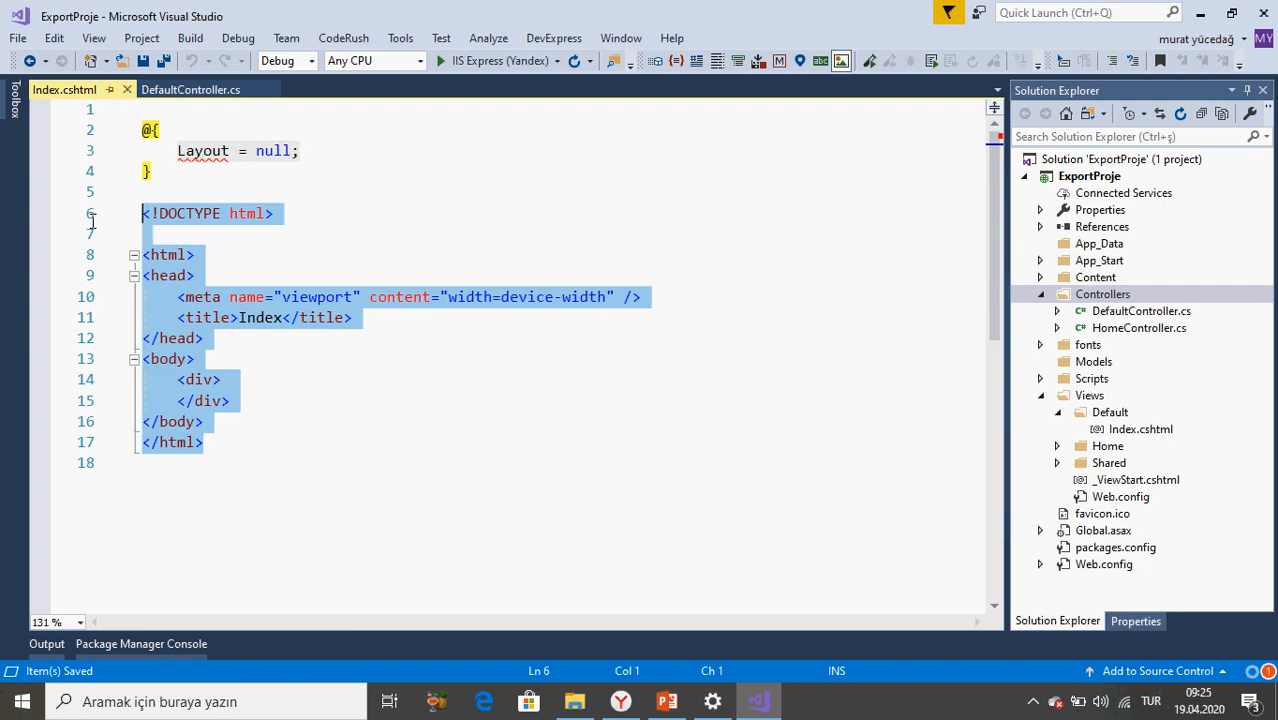 ExportProje - Microsoft Visual Studio
Quick Launch (Ctrl+Q)
File Edit View Project Build Debug Team CodeRush Tools Test Analyze DevExpress Window Help
murat yücedağ MY
Debug Any CPU IIS Express (Yandex)
Toolbox
Index.cshtml DefaultController.cs
1
2 @{
3 Layout = null;
4 }
5
6 <!DOCTYPE html>
7
8 <html>
9 <head>
10 <meta name="viewport" content="width=device-width" />
11 <title>Index</title>
12 </head>
13 <body>
14 <div>
15 </div>
16 </body>
17 </html>
18
131 %
Solution Explorer
Search Solution Explorer (Ctrl+ş)
Solution 'ExportProje' (1 project)
ExportProje
Connected Services
Properties
References
App_Data
App_Start
Content
Controllers
C# DefaultController.cs
C# HomeController.cs
fonts
Models
Scripts
Views
Default
[@] Index.cshtml
Home
Shared
[@] _ViewStart.cshtml
Web.config
favicon.ico
Global.asax
packages.config
Web.config
Solution Explorer Properties
Output Package Manager Console
Item(s) Saved Ln 6 Col 1 Ch 1 INS Add to Source Control 1
Aramak için buraya yazın
TUR
09:25
19.04.2020
3